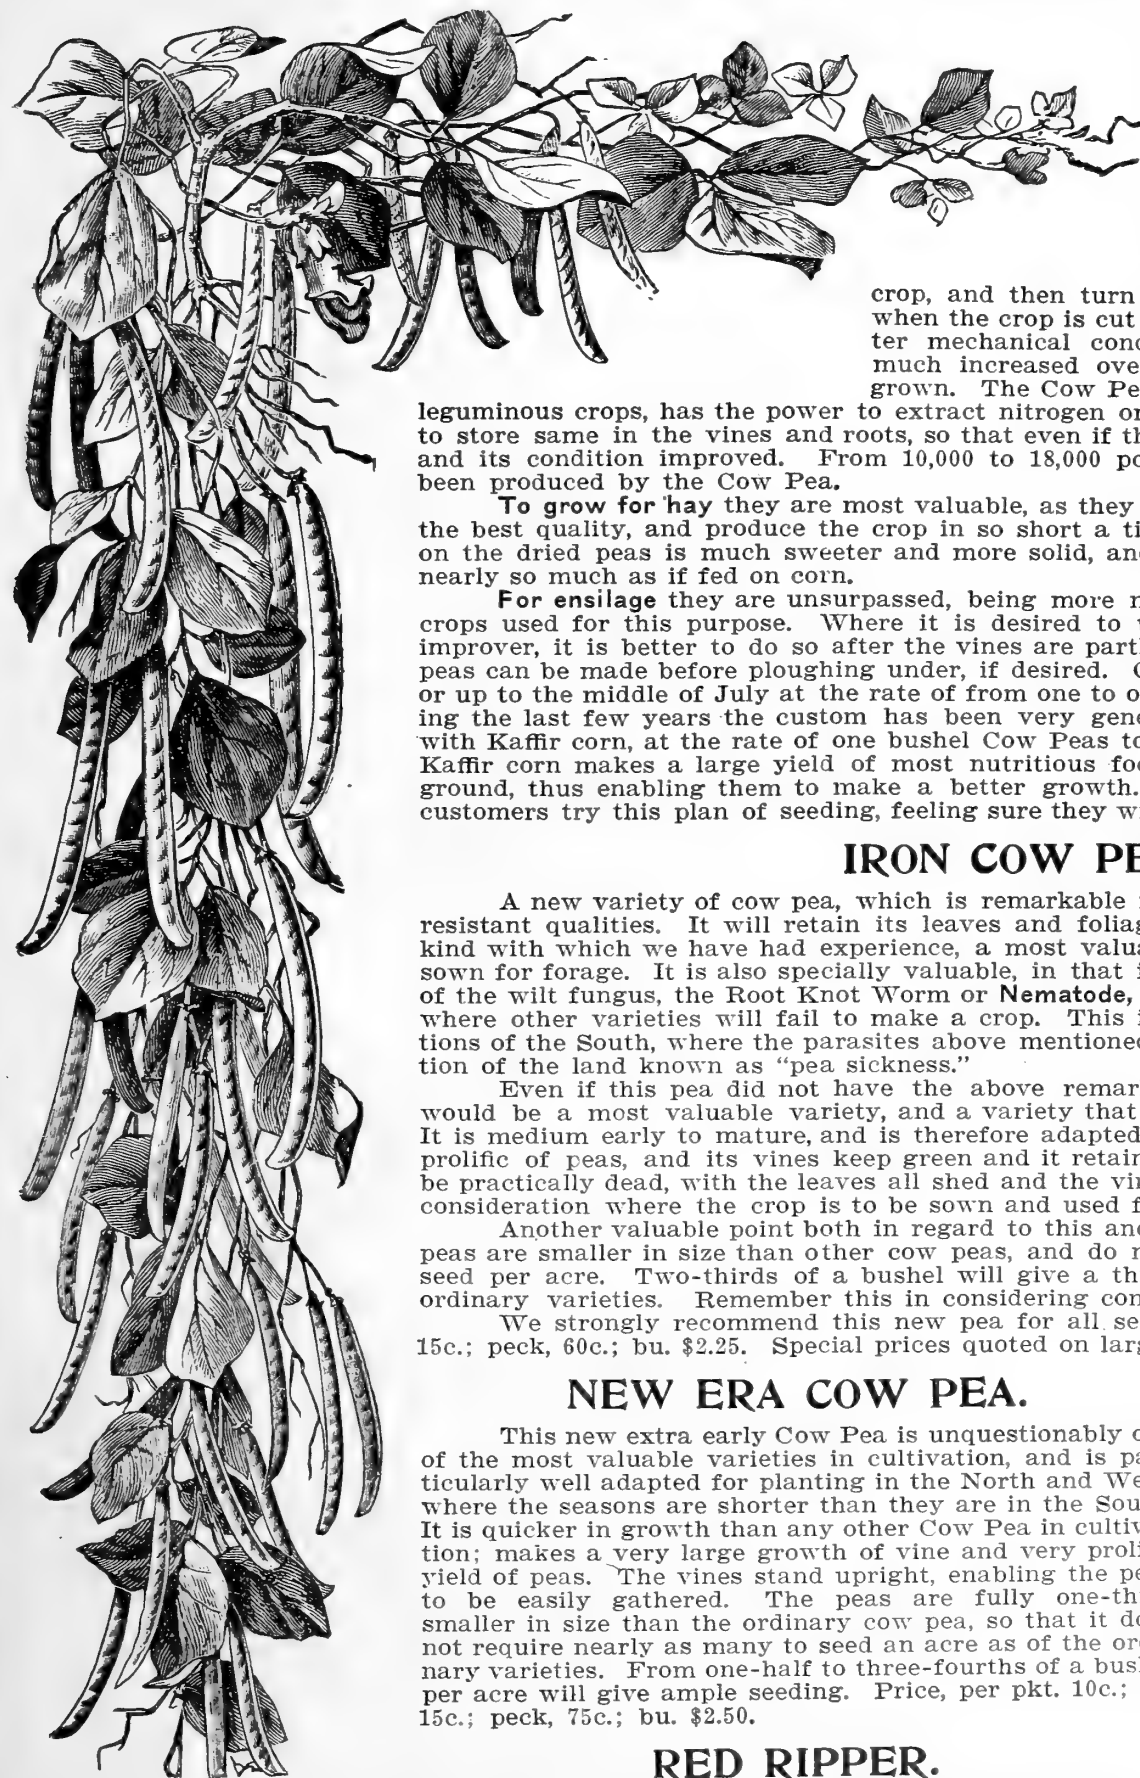 crop, and then turn
when the crop is cut
ter mechanical conc
much increased ove
grown. The Cow Pe
leguminous crops, has the power to extract nitrogen or
to store same in the vines and roots, so that even if th
and its condition improved. From 10,000 to 18,000 po
been produced by the Cow Pea.
To grow for hay they are most valuable, as they
the best quality, and produce the crop in so short a ti
on the dried peas is much sweeter and more solid, and
nearly so much as if fed on corn.
For ensilage they are unsurpassed, being more
crops used for this purpose. Where it is desired to
improver, it is better to do so after the vines are part
peas can be made before ploughing under, if desired.
or up to the middle of July at the rate of from one to o
ing the last few years the custom has been very gene
with Kaffir corn, at the rate of one bushel Cow Peas to
Kaffir corn makes a large yield of most nutritious foo
ground, thus enabling them to make a better growth.
customers try this plan of seeding, feeling sure they w
IRON COW PE
A new variety of cow pea, which is remarkable
resistant qualities. It will retain its leaves and foliag
kind with which we have had experience, a most valua
sown for forage. It is also specially valuable, in that i
of the wilt fungus, the Root Knot Worm or Nematode,
where other varieties will fail to make a crop. This i
tions of the South, where the parasites above mentioned
tion of the land known as "pea sickness."
Even if this pea did not have the above remar
would be a most valuable variety, and a variety that
It is medium early to mature, and is therefore adapted
prolific of peas, and its vines keep green and it retain
be practically dead, with the leaves all shed and the vin
consideration where the crop is to be sown and used f
Another valuable point both in regard to this and
peas are smaller in size than other cow peas, and do n
seed per acre. Two-thirds of a bushel will give a th
ordinary varieties. Remember this in considering con
We strongly recommend this new pea for all se
15c.; peck, 60c.; bu. $2.25. Special prices quoted on larg
NEW ERA COW PEA.
This new extra early Cow Pea is unquestionably o
of the most valuable varieties in cultivation, and is pa
ticularly well adapted for planting in the North and We
where the seasons are shorter than they are in the Sou
It is quicker in growth than any other Cow Pea in cultiv
tion; makes a very large growth of vine and very proli
yield of peas. The vines stand upright, enabling the pe
to be easily gathered. The peas are fully one-th
smaller in size than the ordinary cow pea, so that it do
not require nearly as many to seed an acre as of the or
nary varieties. From one-half to three-fourths of a bush
per acre will give ample seeding. Price, per pkt. 10c.;
15c.; peck, 75c.; bu. $2.50.
RED RIPPER.